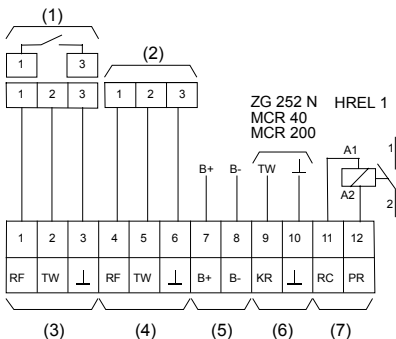 (1)
(2)
1 3
1 2 3 1 2 3
ZG 252 N HREL 1
MCR 40
MCR 200
A1 1
B+ B- TW ⊥
A2 2
1 2 3 4 5 6 7 8 9 10 11 12
RF TW ⊥ RF TW ⊥ B+ B- KR ⊥ RC PR
(3) (4) (5) (6) (7)